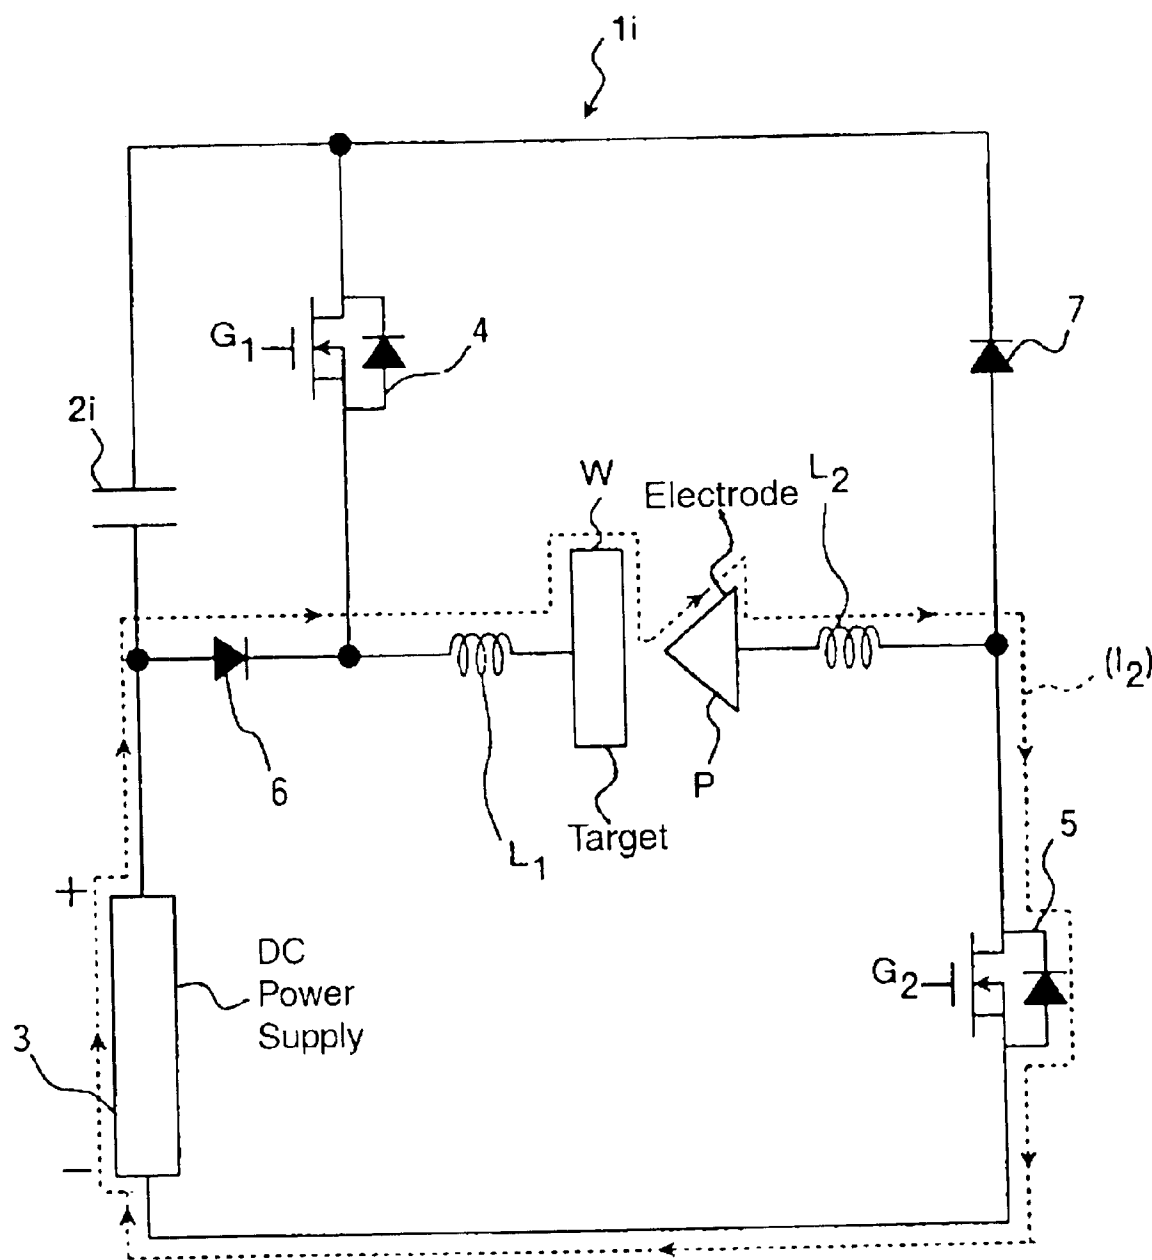 1i
G1
4
7
2i
W
Electrode
L2
(I2)
6
L1
Target
P
5
+
DC
Power
Supply
G2
3
−